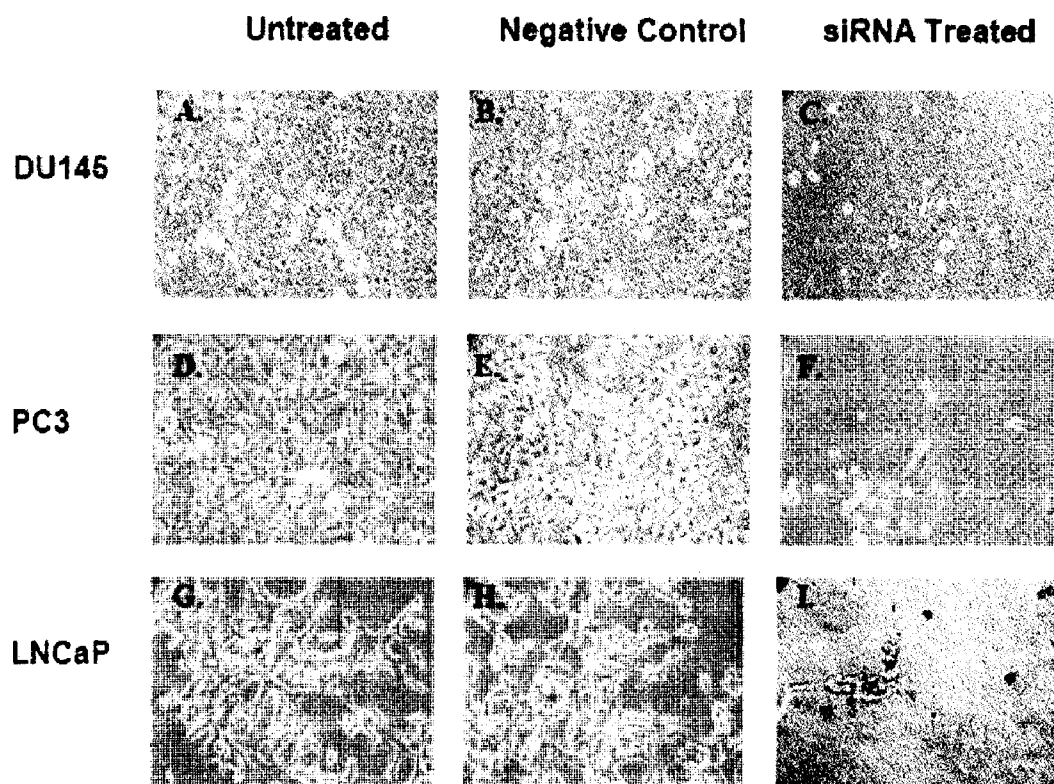 Untreated Negative Control siRNA Treated
A. B. C.
DU145
D. E. F.
PC3
G. H. I.
LNCaP